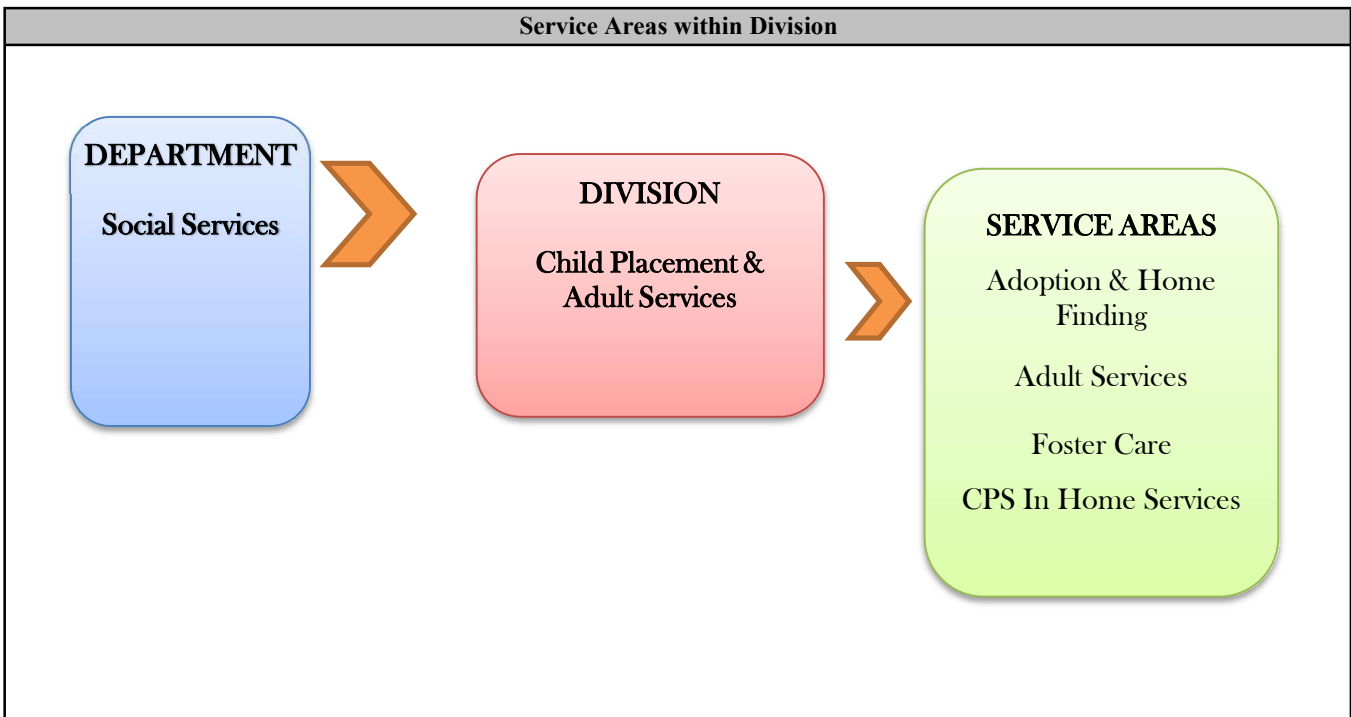 Service Areas within Division
DEPARTMENT
Social Services
DIVISION
Child Placement &
Adult Services
SERVICE AREAS
Adoption & Home
Finding
Adult Services
Foster Care
CPS In Home Services